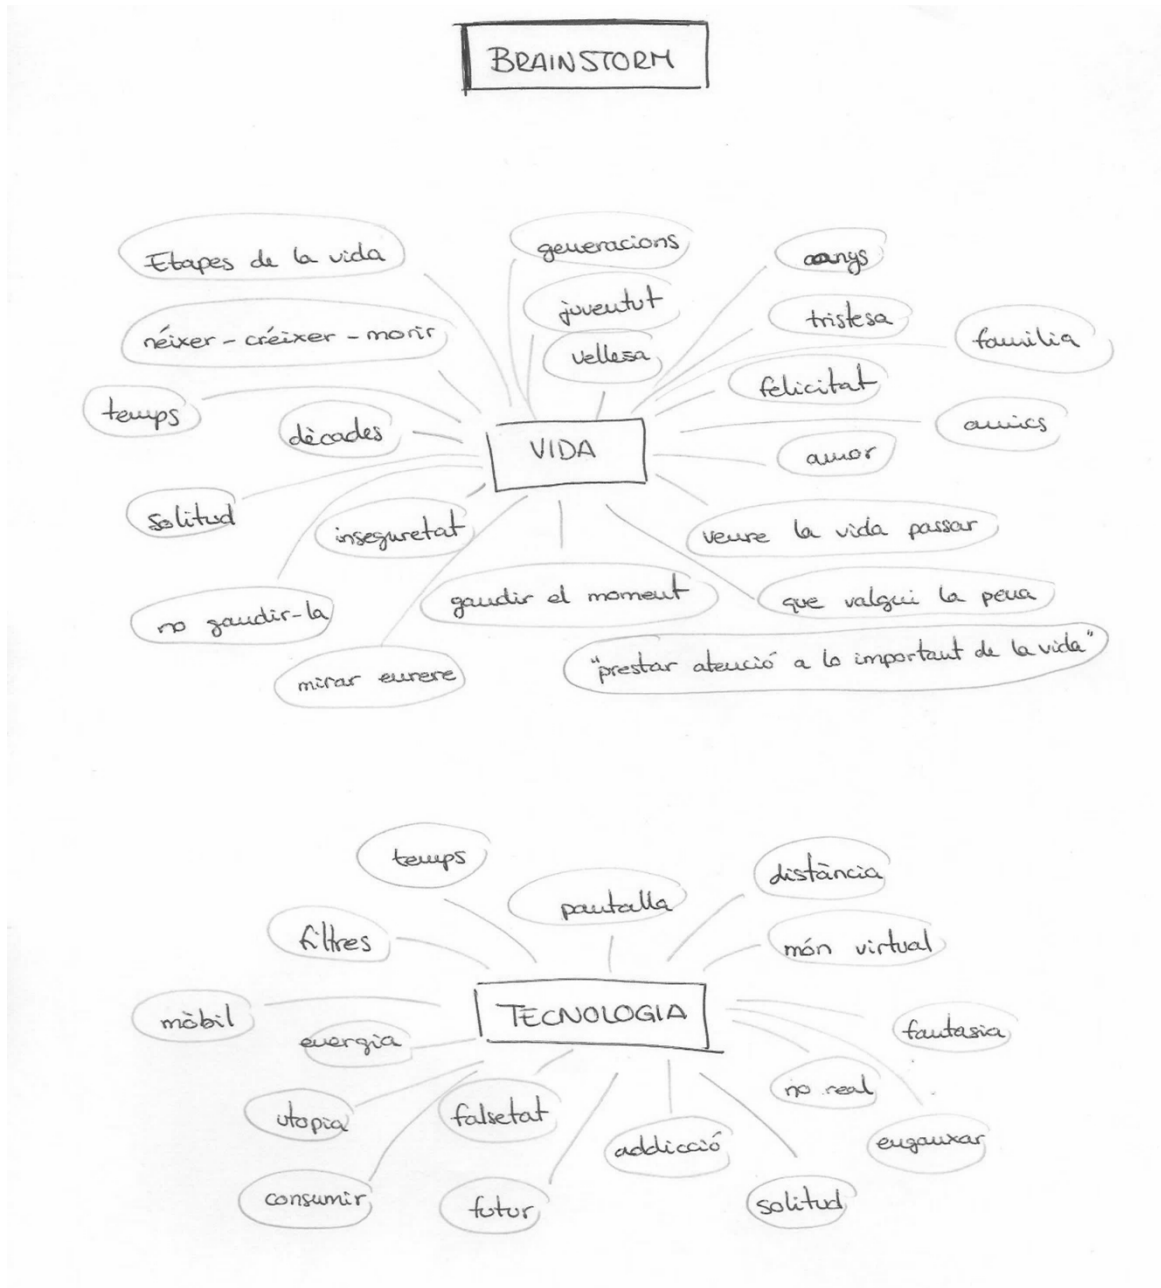 BRAINSTORM
Etapes de la vida
generacions
anys
juventut
tristesa
néixer - créixer - morir
familia
vellesa
felicitat
temps
dècades
amics
VIDA
amor
solitud
inseguretat
veure la vida passar
gaudir el moment
que valgui la pena
no gaudir-la
"prestar atenció a lo important de la vida"
mirar enrere
temps
distància
pantalla
filtres
món virtual
TECNOLOGIA
mòbil
energia
fantasia
no real
utopia
falsetat
addicció
enganxar
consumir
futur
solitud